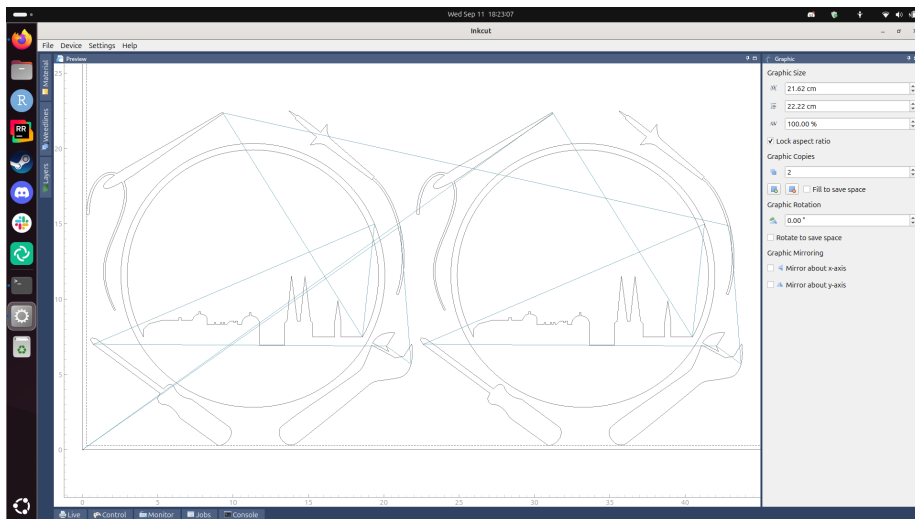 Wed Sep 11 18:23:07
Inkcut
File Device Settings Help
Material
Weedlines
Layers
Preview
25
20
15
10
5
0
0 5 10 15 20 25 30 35 40
Graphic
Graphic Size
21.62 cm
22.22 cm
100.00 %
Lock aspect ratio
Graphic Copies
2
Fill to save space
Graphic Rotation
0.00 °
Rotate to save space
Graphic Mirroring
Mirror about x-axis
Mirror about y-axis
R
RR
Live Control Monitor Jobs Console